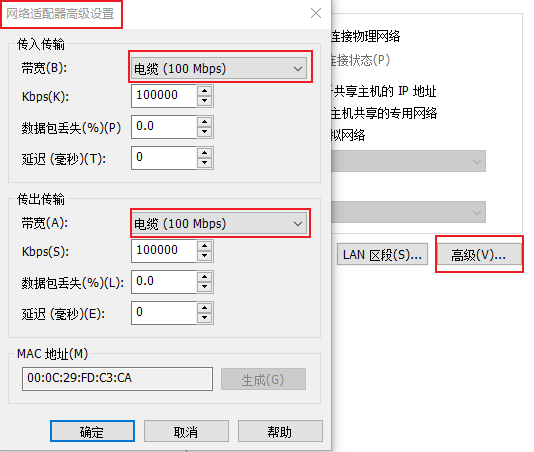 网络适配器高级设置
传入传输
带宽(B):
电缆 (100 Mbps)
Kbps(K):
100000
数据包丢失(%)(P)
0.0
延迟 (毫秒)(T):
0
传出传输
带宽(A):
电缆 (100 Mbps)
Kbps(S):
100000
数据包丢失(%)(L):
0.0
延迟 (毫秒)(E):
0
MAC 地址(M)
00:0C:29:FD:C3:CA
生成(G)
确定
取消
帮助
连接物理网络
连接状态(P)
共享主机的 IP 地址
主机共享的专用网络
拟网络
LAN 区段(S)...
高级(V)...